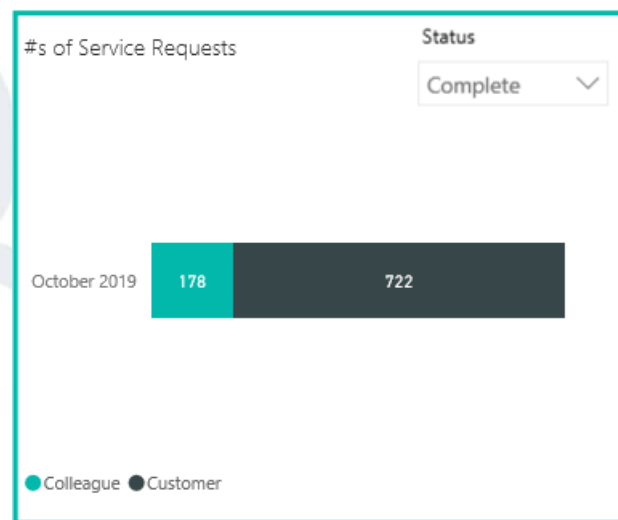 #s of Service Requests
Status
Complete
October 2019 178 722
Colleague Customer